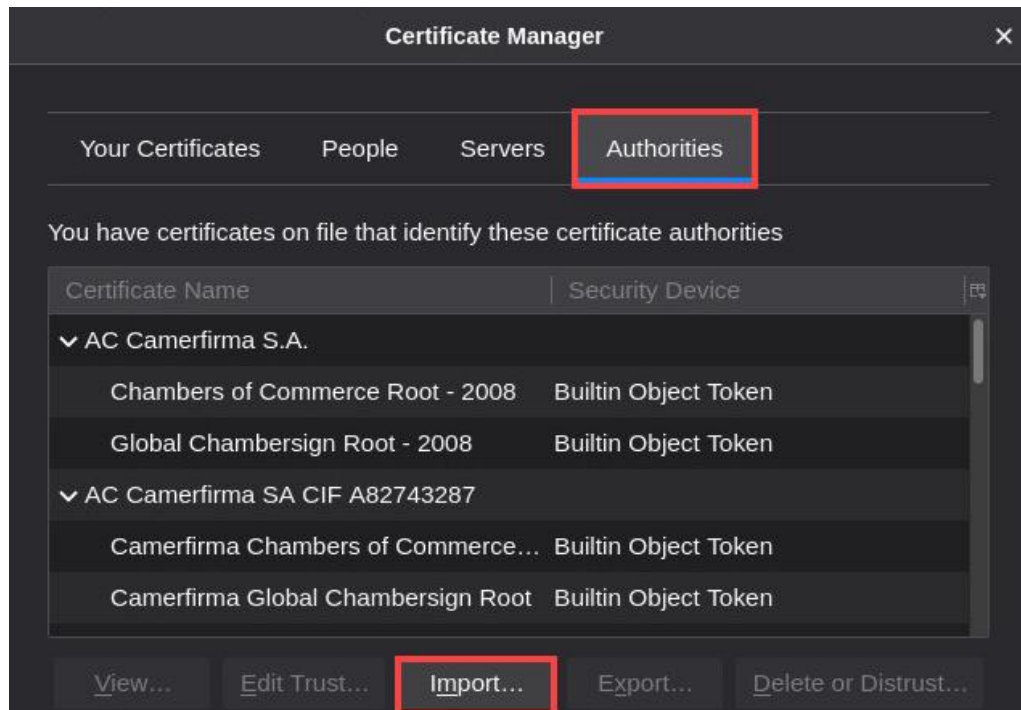 Certificate Manager
Your Certificates People Servers Authorities
You have certificates on file that identify these certificate authorities
Certificate Name Security Device
AC Camerfirma S.A.
Chambers of Commerce Root - 2008 Builtin Object Token
Global Chambersign Root - 2008 Builtin Object Token
AC Camerfirma SA CIF A82743287
Camerfirma Chambers of Commerce… Builtin Object Token
Camerfirma Global Chambersign Root Builtin Object Token
View… Edit Trust… Import… Export… Delete or Distrust…